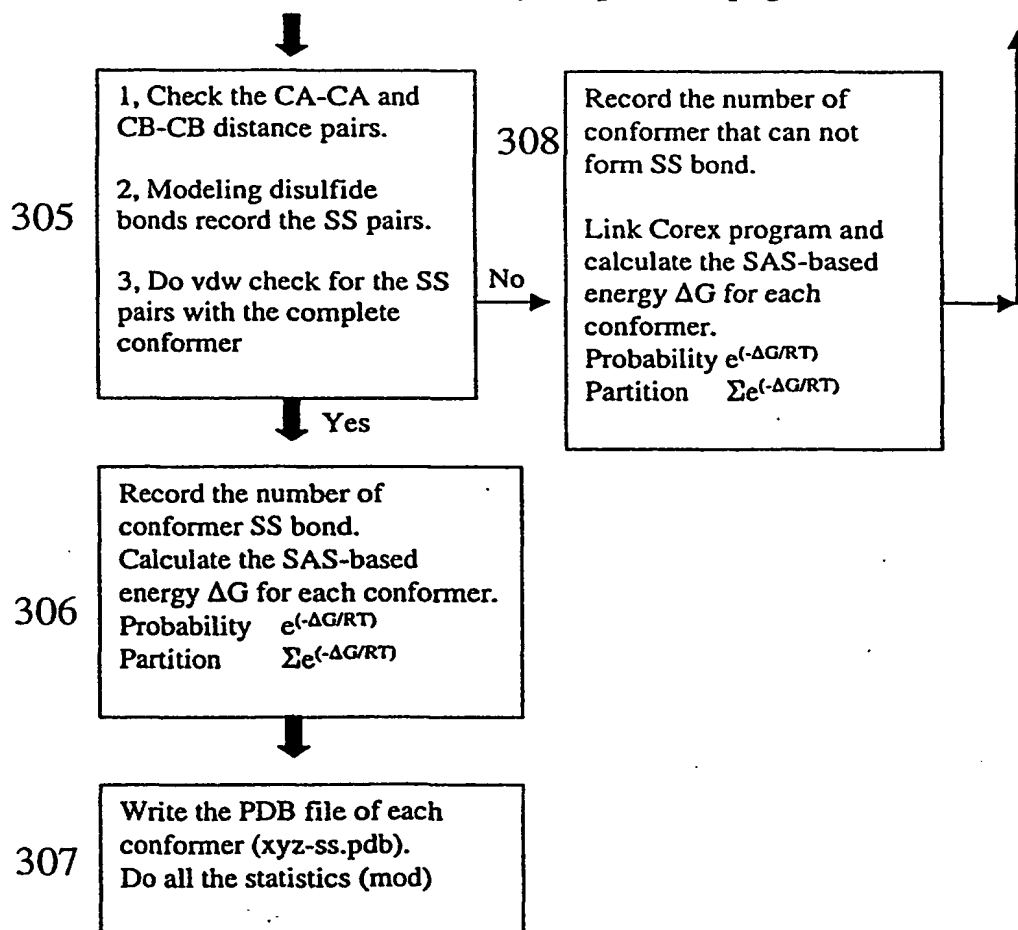 305
1, Check the CA-CA and
CB-CB distance pairs.
2, Modeling disulfide
bonds record the SS pairs.
3, Do vdw check for the SS
pairs with the complete
conformer
No
Yes
308
Record the number of
conformer that can not
form SS bond.
Link Corex program and
calculate the SAS-based
energy ΔG for each
conformer.
Probability e(-ΔG/RT)
Partition Σe(-ΔG/RT)
306
Record the number of
conformer SS bond.
Calculate the SAS-based
energy ΔG for each conformer.
Probability e(-ΔG/RT)
Partition Σe(-ΔG/RT)
307
Write the PDB file of each
conformer (xyz-ss.pdb).
Do all the statistics (mod)